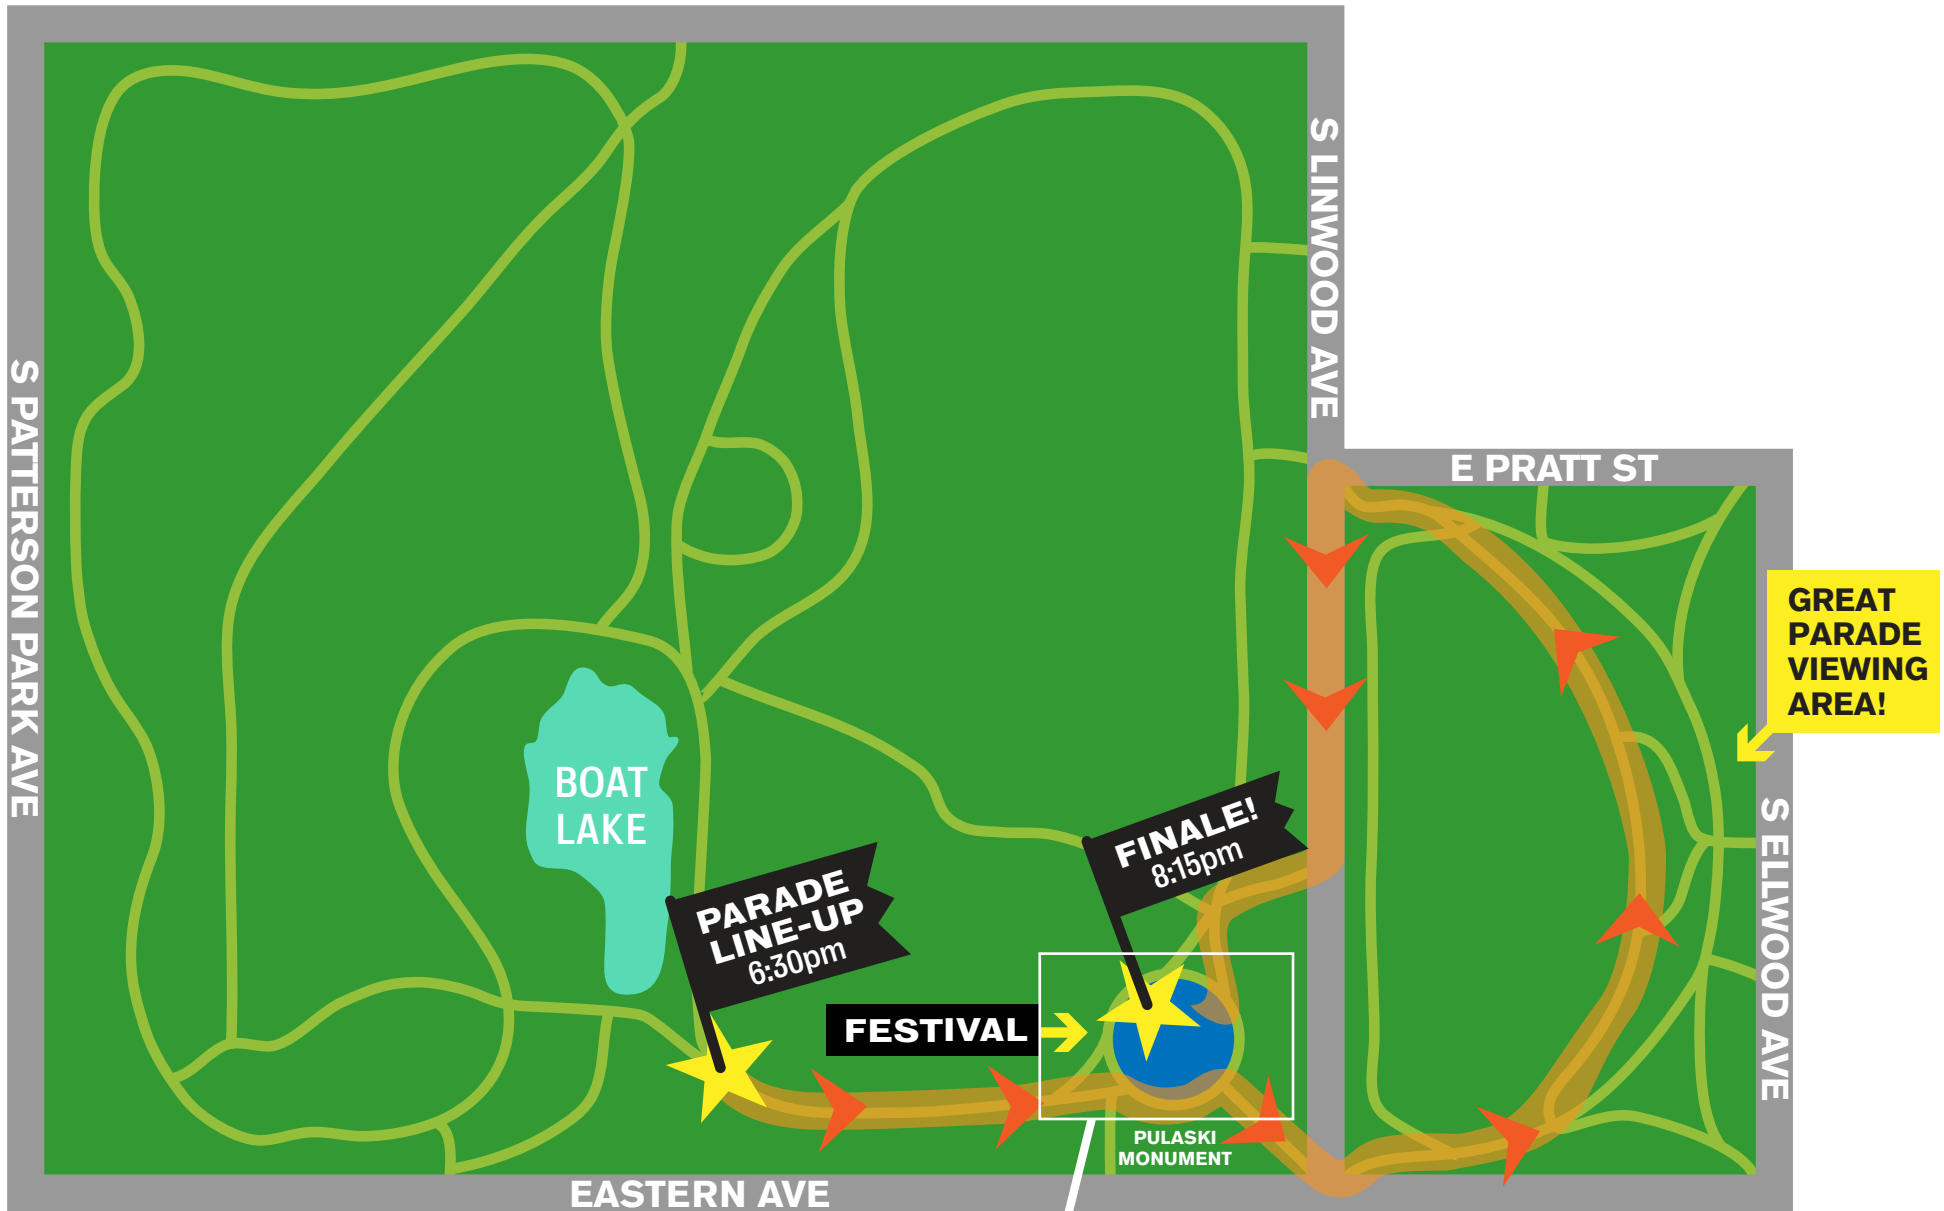 S LINWOOD AVE
S PATTERSON PARK AVE
E PRATT ST
GREAT
PARADE
VIEWING
AREA!
BOAT
LAKE
FINALE!
8:15pm
PARADE
LINE-UP
6:30pm
S ELLWOOD AVE
FESTIVAL
PULASKI
MONUMENT
EASTERN AVE